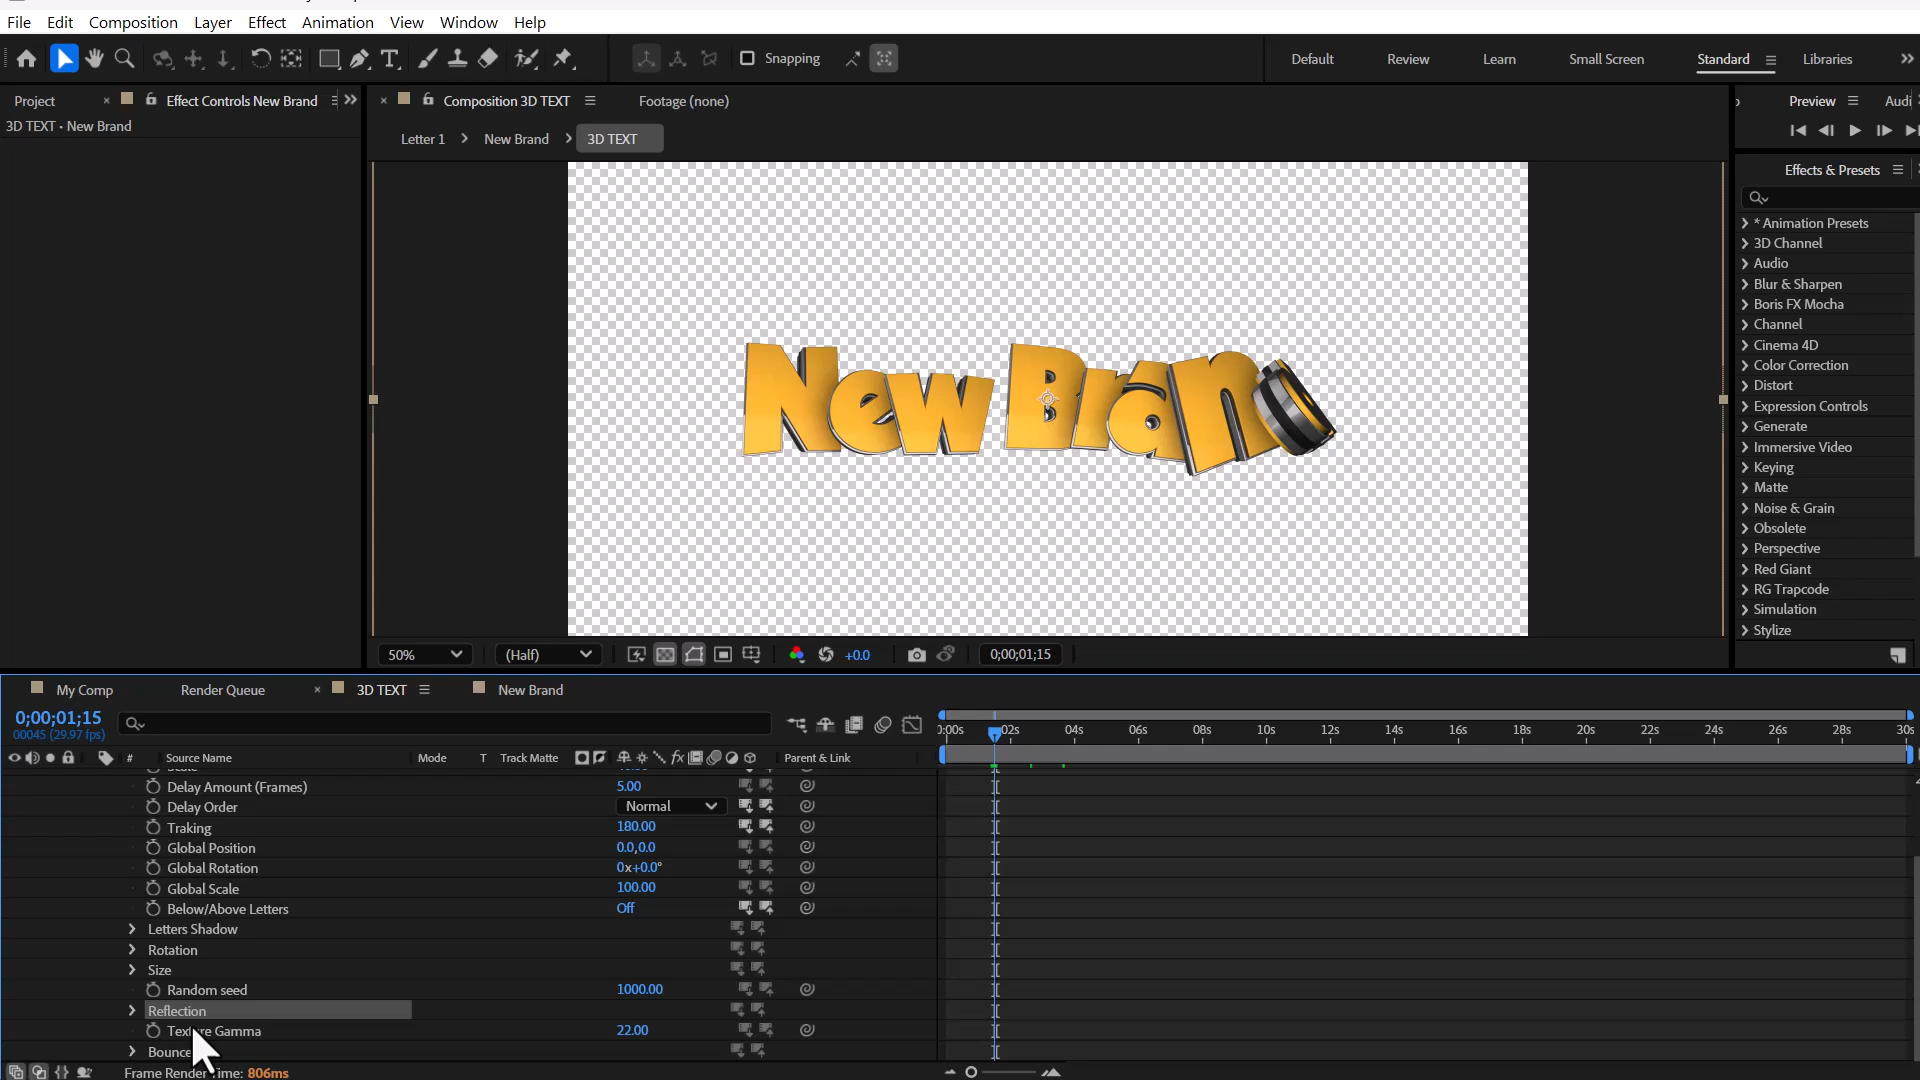 File Edit Composition Layer Effect Animation View Window Help
Snapping
Default Review Learn Small Screen Standard Libraries
Project Effect Controls New Brand
3D TEXT • New Brand
Composition 3D TEXT Footage (none)
Letter 1 New Brand 3D TEXT
New Bran
50% (Half) +0.0 0;00;01;15
Preview Audi
Effects & Presets
* Animation Presets
3D Channel
Audio
Blur & Sharpen
Boris FX Mocha
Channel
Cinema 4D
Color Correction
Distort
Expression Controls
Generate
Immersive Video
Keying
Matte
Noise & Grain
Obsolete
Perspective
Red Giant
RG Trapcode
Simulation
Stylize
My Comp Render Queue 3D TEXT New Brand
0;00;01;15
00045 (29.97 fps)
# Source Name Mode T Track Matte fx Parent & Link
:00s 02s 04s 06s 08s 10s 12s 14s 16s 18s 20s 22s 24s 26s 28s 30s
Delay Amount (Frames) 5.00
Delay Order Normal
Traking 180.00
Global Position 0.0,0.0
Global Rotation 0x+0.0°
Global Scale 100.00
Below/Above Letters Off
Letters Shadow
Rotation
Size
Random seed 1000.00
Reflection
Texture Gamma 22.00
Bounce
Frame Render Time: 806ms